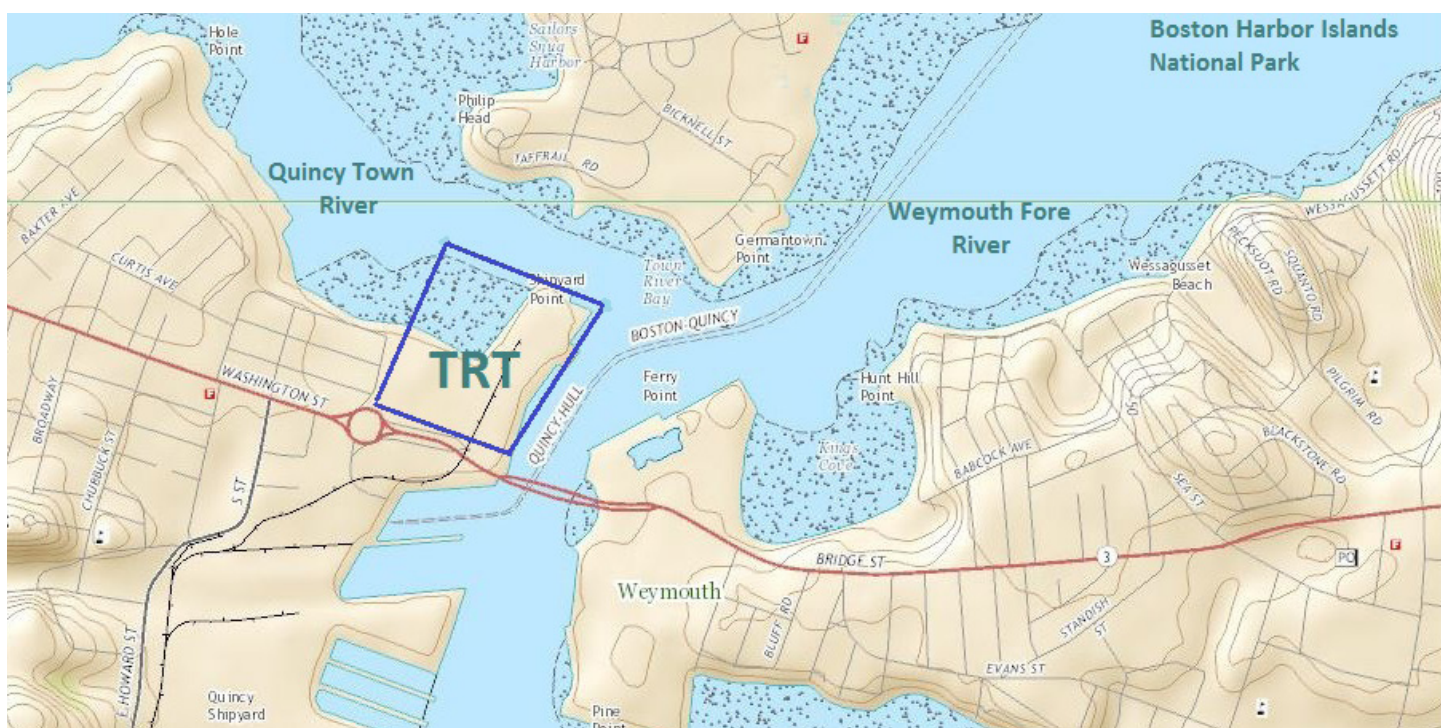 Hole
Point
Sailors
Snug
Harbor
F
Boston Harbor Islands
National Park
Philip
Head
BICKNELL ST
TAFFRAIL RD
Quincy Town
River
WESSAGUSSETT RD
BAXTER AVE
CURTIS AVE
Weymouth Fore
River
Germantown
Point
Town
River
Bay
Shipyard
Point
Wessagusset
Beach
PECKSUOT RD
SQUANTO RD
BOSTON-QUINCY
TRT
WASHINGTON ST
F
BROADWAY
CHUBBUCK ST
S ST
QUINCY-HULL
Ferry
Point
Hunt Hill
Point
PILGRIM RD
50
BLACKSTONE RD
King's
Cove
BABCOCK AVE
SEA ST
BRIDGE ST
3
PO
F
Weymouth
BLUFF RD
STANDISH
ST
EVANS ST
E HOWARD ST
Quincy
Shipyard
Pine
Point